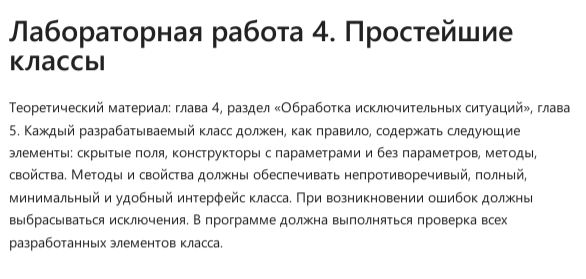 Лабораторная работа 4. Простейшие
классы
Теоретический материал: глава 4, раздел «Обработка исключительных ситуаций», глава
5. Каждый разрабатываемый класс должен, как правило, содержать следующие
элементы: скрытые поля, конструкторы с параметрами и без параметров, методы,
свойства. Методы и свойства должны обеспечивать непротиворечивый, полный,
минимальный и удобный интерфейс класса. При возникновении ошибок должны
выбрасываться исключения. В программе должна выполняться проверка всех
разработанных элементов класса.